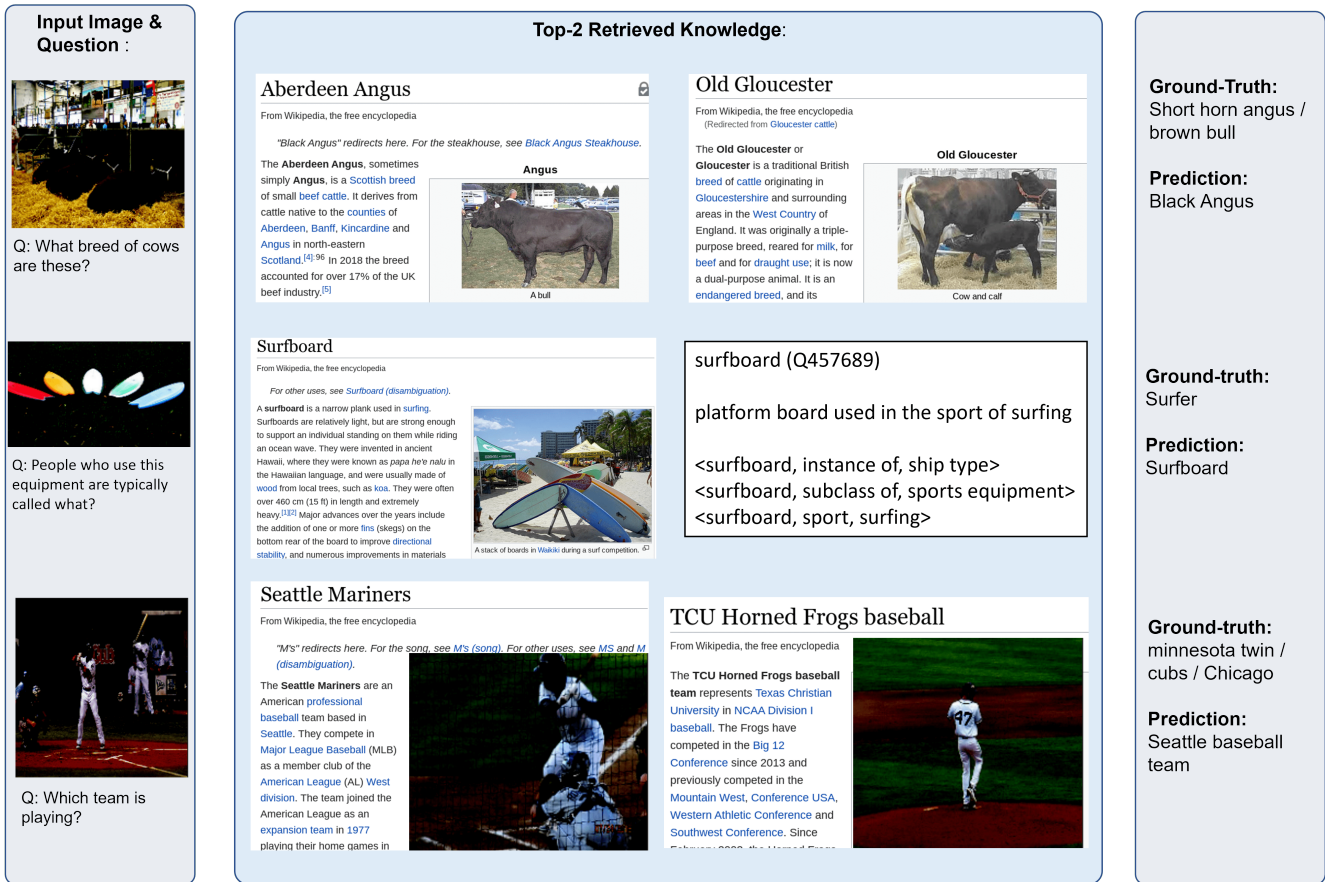 Input Image &
Question :
Q: What breed of cows
are these?
Q: People who use this
equipment are typically
called what?
Q: Which team is
playing?
Top-2 Retrieved Knowledge:
Aberdeen Angus
From Wikipedia, the free encyclopedia
"Black Angus" redirects here. For the steakhouse, see Black Angus Steakhouse.
The Aberdeen Angus, sometimes
simply Angus, is a Scottish breed
of small beef cattle. It derives from
cattle native to the counties of
Aberdeen, Banff, Kincardine and
Angus in north-eastern
Scotland.[4]:96 In 2018 the breed
accounted for over 17% of the UK
beef industry.[5]
Angus
A bull
Old Gloucester
From Wikipedia, the free encyclopedia
(Redirected from Gloucester cattle)
The Old Gloucester or
Gloucester is a traditional British
breed of cattle originating in
Gloucestershire and surrounding
areas in the West Country of
England. It was originally a triple-
purpose breed, reared for milk, for
beef and for draught use; it is now
a dual-purpose animal. It is an
endangered breed, and its
Old Gloucester
Cow and calf
Surfboard
From Wikipedia, the free encyclopedia
For other uses, see Surfboard (disambiguation).
A surfboard is a narrow plank used in surfing.
Surfboards are relatively light, but are strong enough
to support an individual standing on them while riding
an ocean wave. They were invented in ancient
Hawaii, where they were known as papa he'e nalu in
the Hawaiian language, and were usually made of
wood from local trees, such as koa. They were often
over 460 cm (15 ft) in length and extremely
heavy.[1][2] Major advances over the years include
the addition of one or more fins (skegs) on the
bottom rear of the board to improve directional
stability, and numerous improvements in materials
A stack of boards in Waikiki during a surf competition.
surfboard (Q457689)
platform board used in the sport of surfing
<surfboard, instance of, ship type>
<surfboard, subclass of, sports equipment>
<surfboard, sport, surfing>
Seattle Mariners
From Wikipedia, the free encyclopedia
"M's" redirects here. For the song, see M's (song). For other uses, see MS and M
(disambiguation).
The Seattle Mariners are an
American professional
baseball team based in
Seattle. They compete in
Major League Baseball (MLB)
as a member club of the
American League (AL) West
division. The team joined the
American League as an
expansion team in 1977
playing their home games in
TCU Horned Frogs baseball
From Wikipedia, the free encyclopedia
The TCU Horned Frogs baseball
team represents Texas Christian
University in NCAA Division I
baseball. The Frogs have
competed in the Big 12
Conference since 2013 and
previously competed in the
Mountain West, Conference USA,
Western Athletic Conference and
Southwest Conference. Since
47
Ground-Truth:
Short horn angus /
brown bull
Prediction:
Black Angus
Ground-truth:
Surfer
Prediction:
Surfboard
Ground-truth:
minnesota twin /
cubs / Chicago
Prediction:
Seattle baseball
team